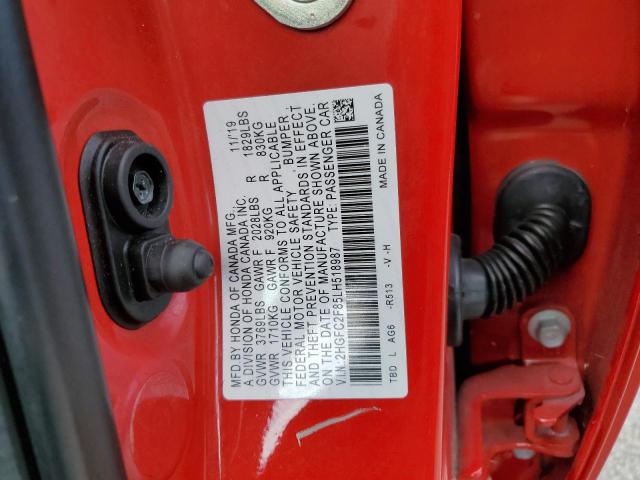 MFD BY HONDA OF CANADA MFG. 11/19
A DIVISION OF HONDA CANADA INC.
GVWR 3769LBS GAWR F 2028LBS R 1829LBS
GVWR 1710KG GAWR F 920KG R 830KG
THIS VEHICLE CONFORMS TO ALL APPLICABLE
FEDERAL MOTOR VEHICLE SAFETY BUMPER
AND THEFT PREVENTION STANDARDS IN EFFECT
ON THE DATE OF MANUFACTURE SHOWN ABOVE.
V.I.N.:2HGFC2F85LH518987 TYPE: PASSENGER CAR
TBD L AG6 -R513 -V -H MADE IN CANADA